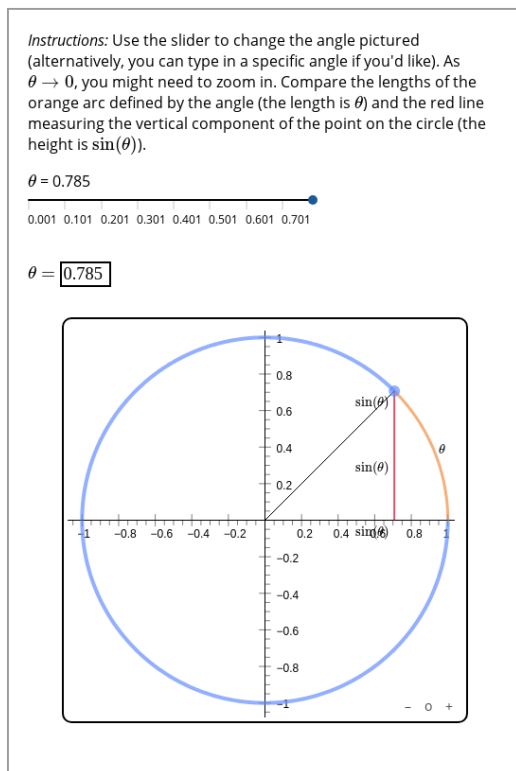 Instructions: Use the slider to change the angle pictured
(alternatively, you can type in a specific angle if you'd like). As
θ → 0, you might need to zoom in. Compare the lengths of the
orange arc defined by the angle (the length is θ) and the red line
measuring the vertical component of the point on the circle (the
height is sin(θ)).
θ = 0.785
0.001 0.101 0.201 0.301 0.401 0.501 0.601 0.701
θ = 0.785
1
0.8
sin(θ)
0.6
0.4
θ
sin(θ)
0.2
-1 -0.8 -0.6 -0.4 -0.2 0.2 0.4 0.6 0.8 1
sin(θ)
-0.2
-0.4
-0.6
-0.8
-1
- o +